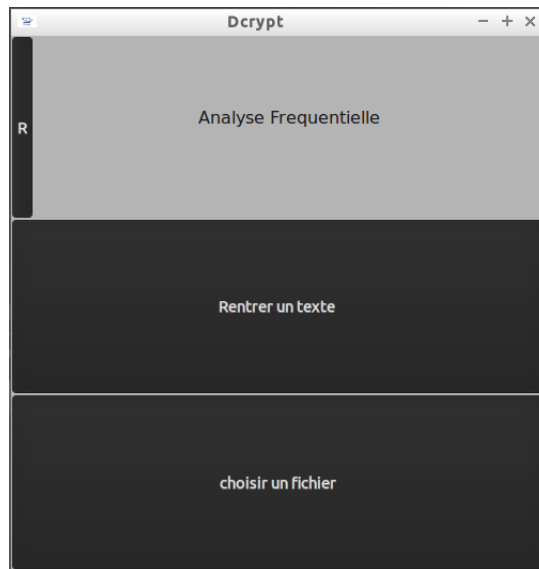 Dcrypt
R
Analyse Frequentielle
Rentrer un texte
choisir un fichier